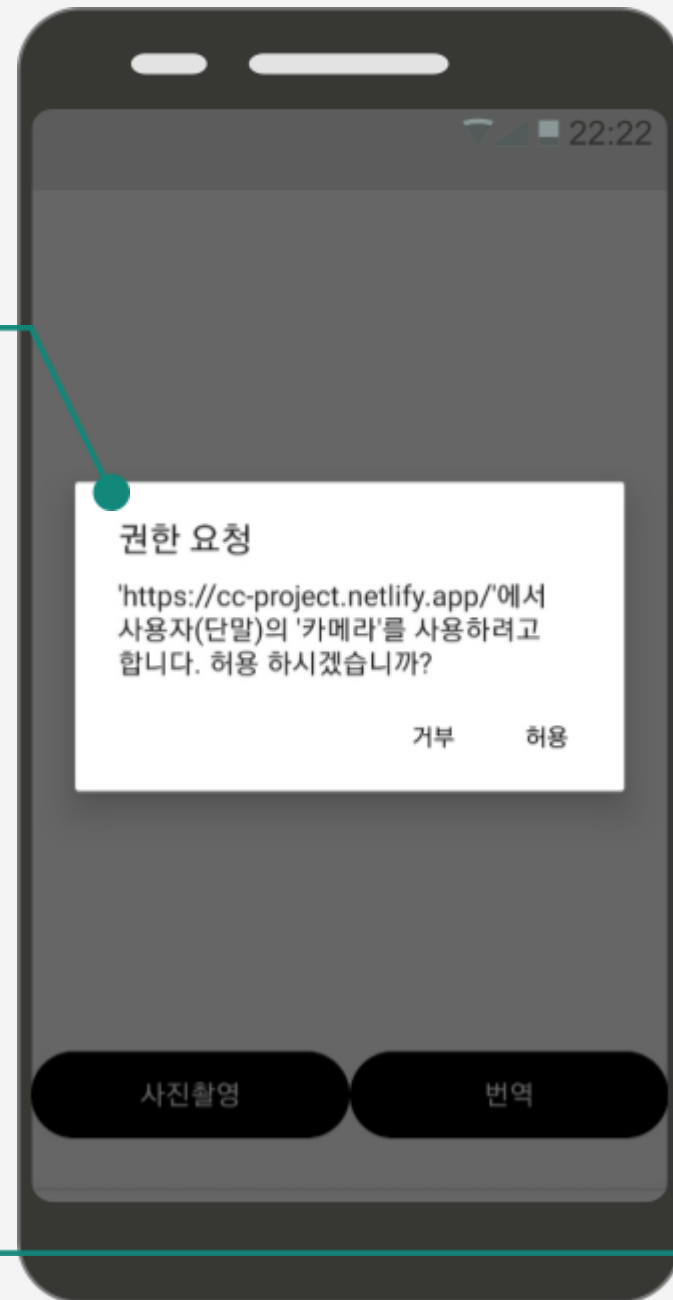 22:22
권한 요청
'https://cc-project.netlify.app/'에서
사용자(단말)의 '카메라'를 사용하려고
합니다. 허용 하시겠습니까?
거부 허용
사진촬영 번역